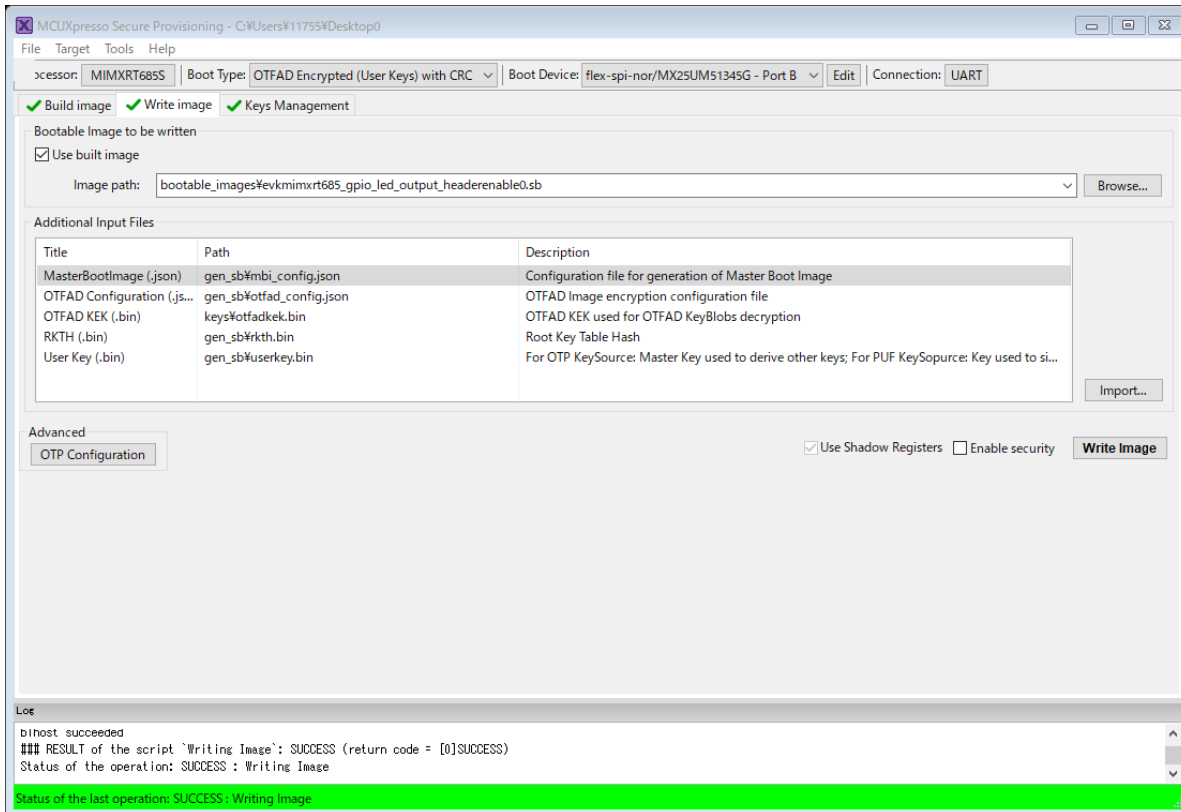 MCUXpresso Secure Provisioning - C:¥Users¥11755¥Desktop0
File Target Tools Help
ocessor: MIMXRT685S Boot Type: OTFAD Encrypted (User Keys) with CRC Boot Device: flex-spi-nor/MX25UM51345G - Port B Edit Connection: UART
Build image Write image Keys Management
Bootable Image to be written
Use built image
Image path: bootable_images¥evkmimxrt685_gpio_led_output_headerenable0.sb Browse...
Additional Input Files
Title Path Description
MasterBootImage (.json) gen_sb¥mbi_config.json Configuration file for generation of Master Boot Image
OTFAD Configuration (.js... gen_sb¥otfad_config.json OTFAD Image encryption configuration file
OTFAD KEK (.bin) keys¥otfadkek.bin OTFAD KEK used for OTFAD KeyBlobs decryption
RKTH (.bin) gen_sb¥rkth.bin Root Key Table Hash
User Key (.bin) gen_sb¥userkey.bin For OTP KeySource: Master Key used to derive other keys; For PUF KeySopurce: Key used to si...
Import...
Advanced
OTP Configuration Use Shadow Registers Enable security Write Image
Log
blhost succeeded
### RESULT of the script `Writing Image`: SUCCESS (return code = [0]SUCCESS)
Status of the operation: SUCCESS : Writing Image
Status of the last operation: SUCCESS : Writing Image